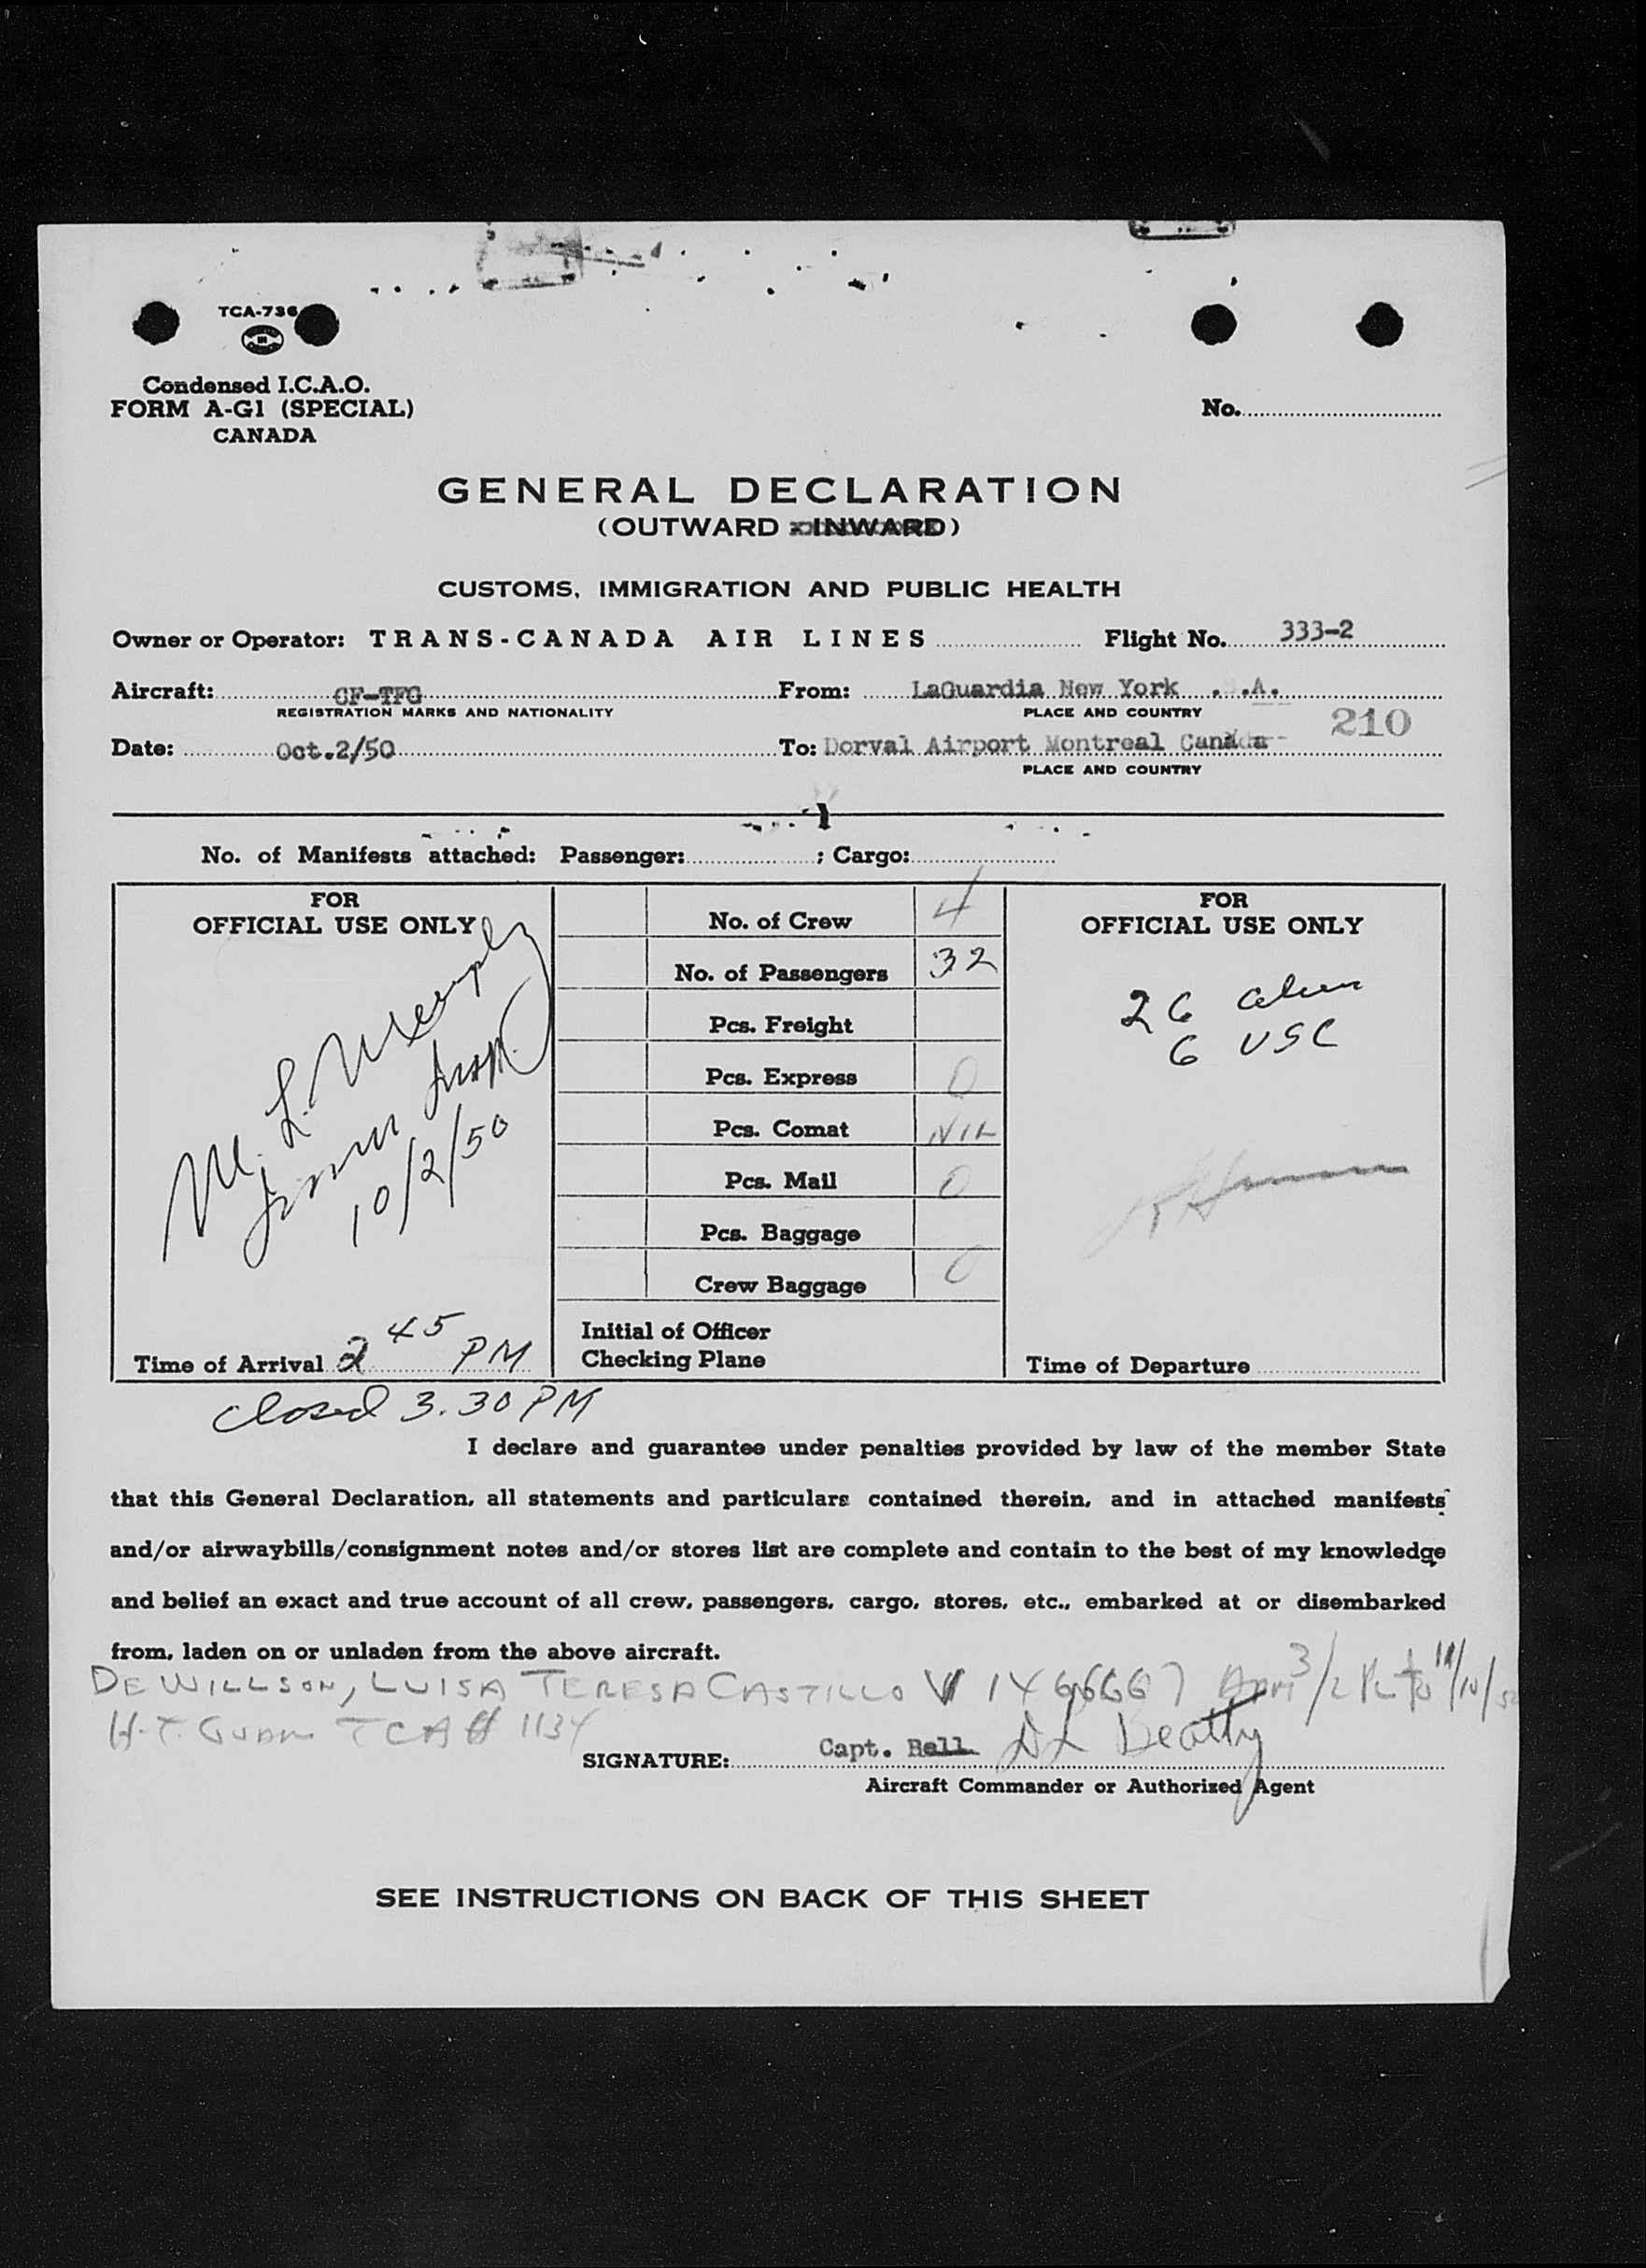 TCA-736
Condensed I.C.A.O.
FORM A-G1 (SPECIAL)
CANADA
No.
GENERAL DECLARATION
(OUTWARD - INWARD)
CUSTOMS, IMMIGRATION AND PUBLIC HEALTH
Owner or Operator: TRANS-CANADA AIR LINES Flight No. 333-2
Aircraft: CF-TFG From: LaGuardia New York .A.
REGISTRATION MARKS AND NATIONALITY PLACE AND COUNTRY
210
Date: Oct.2/50 To: Dorval Airport Montreal Canada
PLACE AND COUNTRY
No. of Manifests attached: Passenger: ; Cargo:
FOR
OFFICIAL USE ONLY
M. L.
10/2/50
Time of Arrival 2 45 PM
No. of Crew 4
No. of Passengers 32
Pcs. Freight
Pcs. Express 0
Pcs. Comat NIL
Pcs. Mail 0
Pcs. Baggage
Crew Baggage 0
Initial of Officer
Checking Plane
FOR
OFFICIAL USE ONLY
26 alien
6 USC
Time of Departure
Closed 3.30 PM
I declare and guarantee under penalties provided by law of the member State
that this General Declaration, all statements and particulars contained therein, and in attached manifests
and/or airwaybills/consignment notes and/or stores list are complete and contain to the best of my knowledge
and belief an exact and true account of all crew, passengers, cargo, stores, etc., embarked at or disembarked
from, laden on or unladen from the above aircraft.
DE WILLSON, LUISA TERESA CASTILLO V 1466667
H.T. TCA # 1134
SIGNATURE: Capt. Bell Beatty
Aircraft Commander or Authorized Agent
SEE INSTRUCTIONS ON BACK OF THIS SHEET